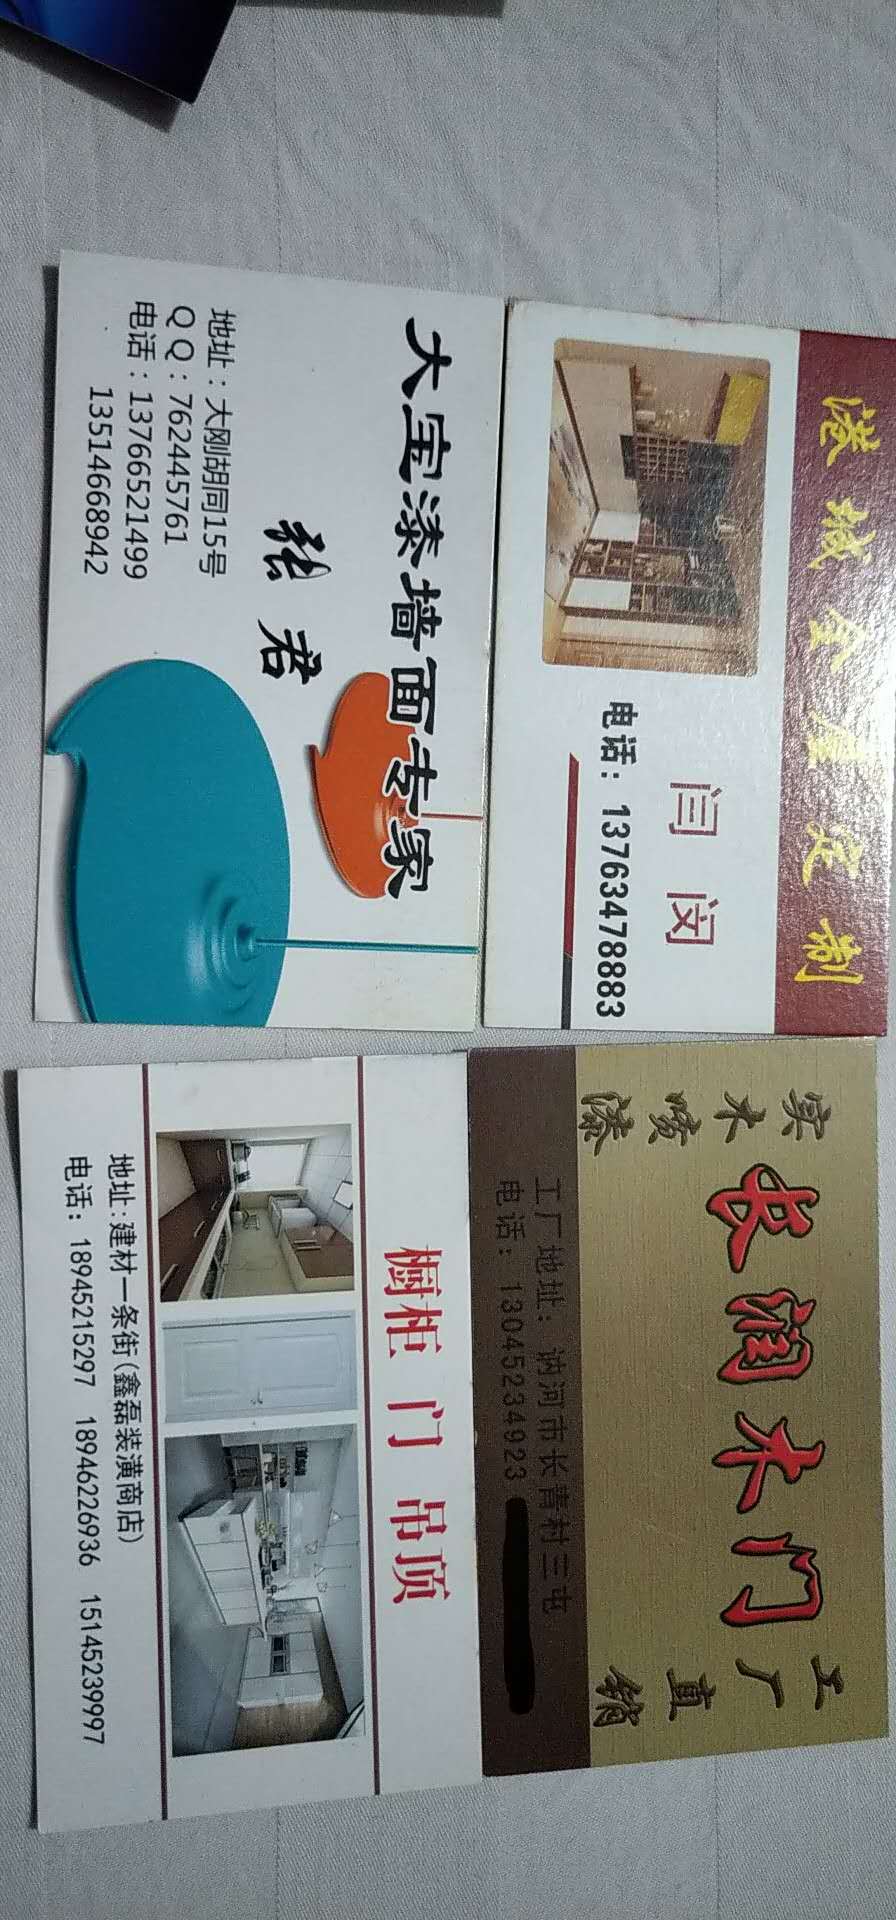 港城全屋定制
闫闵
电话：13763478883
大宝漆墙面专家
张君
地址：大刚胡同15号
QQ：762445761
电话：13766521499
13514668942
实木喷漆
长润木门
工厂直销
工厂地址：讷河市长青村三屯
电话：13045234923
橱柜 门 吊顶
地址:建材一条街(鑫磊装潢商店)
电话：18945215297 18946226936 15145239997